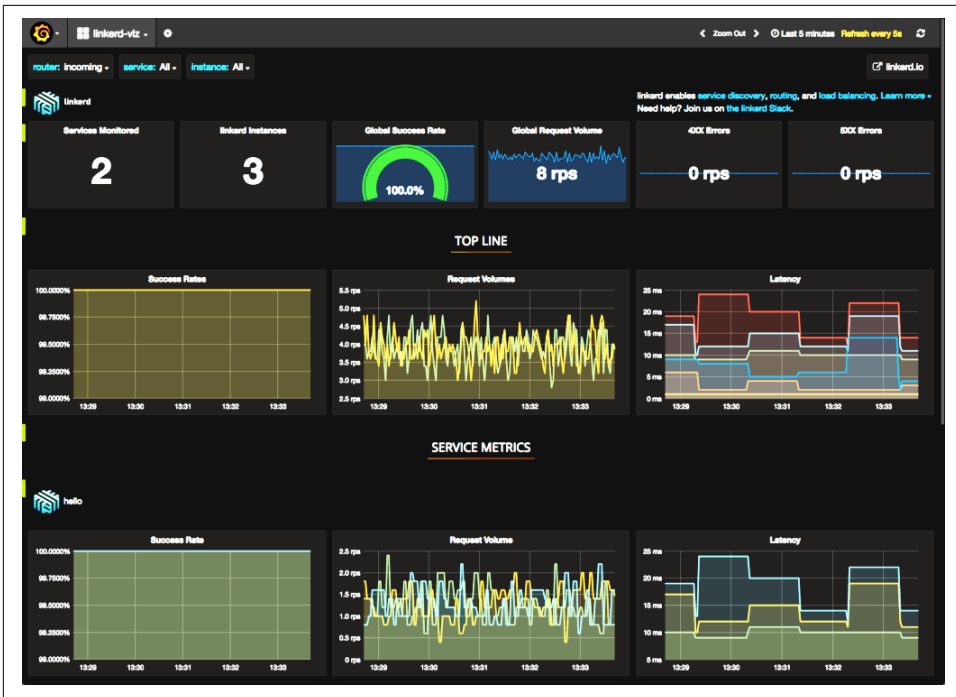 linkerd-viz
Zoom Out
Last 5 minutes
Refresh every 5s
router: incoming
service: All
instance: All
linkerd.io
linkerd
linkerd enables service discovery, routing, and load balancing. Learn more »
Need help? Join us on the linkerd Slack.
Services Monitored
linkerd Instances
Global Success Rate
Global Request Volume
4XX Errors
5XX Errors
2
3
100.0%
8 rps
0 rps
0 rps
TOP LINE
Success Rates
100.0000%
99.7500%
99.5000%
99.2500%
99.0000%
13:29 13:30 13:31 13:32 13:33
Request Volumes
5.5 rps
5.0 rps
4.5 rps
4.0 rps
3.5 rps
3.0 rps
2.5 rps
13:29 13:30 13:31 13:32 13:33
Latency
25 ms
20 ms
15 ms
10 ms
5 ms
0 ms
13:29 13:30 13:31 13:32 13:33
SERVICE METRICS
hello
Success Rate
100.0000%
99.7500%
99.5000%
99.2500%
99.0000%
13:29 13:30 13:31 13:32 13:33
Request Volume
2.5 rps
2.0 rps
1.5 rps
1.0 rps
0.5 rps
0 rps
13:29 13:30 13:31 13:32 13:33
Latency
25 ms
20 ms
15 ms
10 ms
5 ms
13:29 13:30 13:31 13:32 13:33